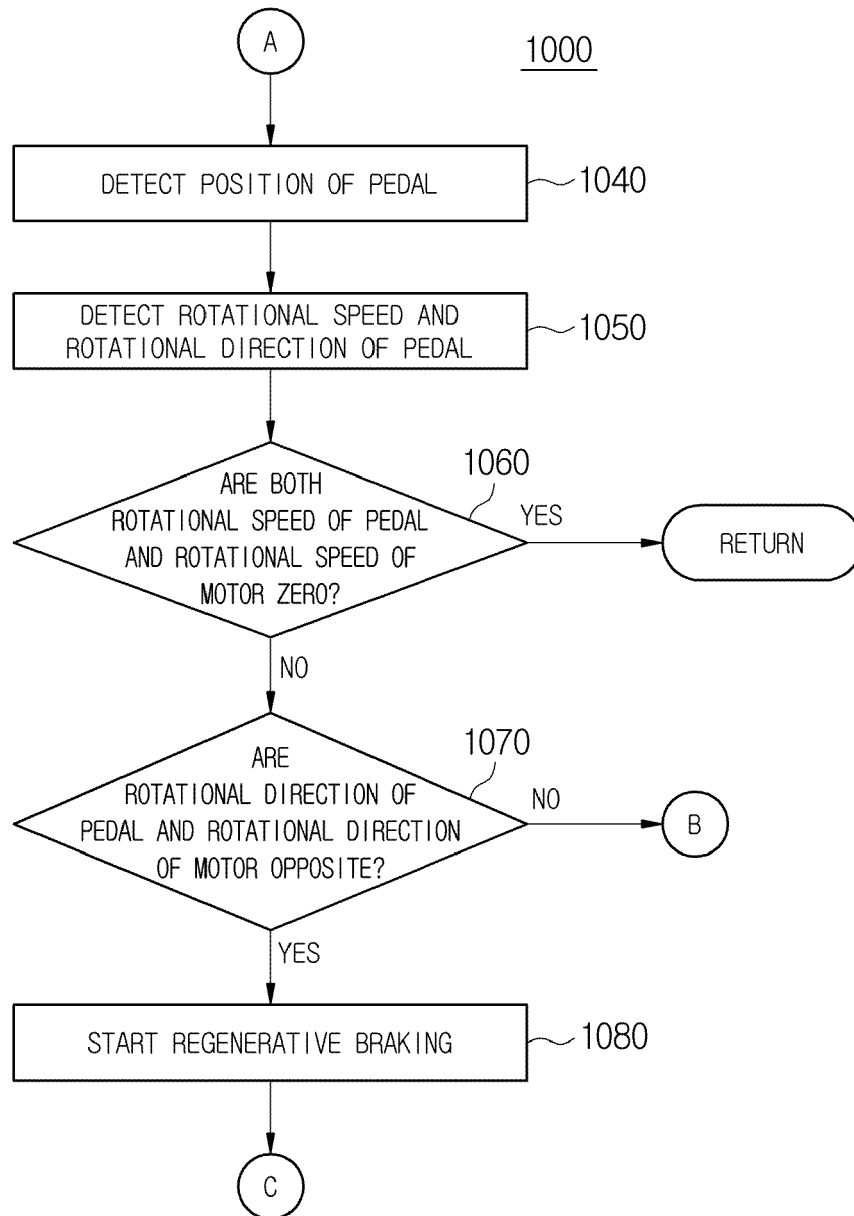 A
1000
DETECT POSITION OF PEDAL
1040
DETECT ROTATIONAL SPEED AND
ROTATIONAL DIRECTION OF PEDAL
1050
1060
ARE BOTH
ROTATIONAL SPEED OF PEDAL
AND ROTATIONAL SPEED OF
MOTOR ZERO?
YES
RETURN
NO
1070
ARE
ROTATIONAL DIRECTION OF
PEDAL AND ROTATIONAL DIRECTION
OF MOTOR OPPOSITE?
NO
B
YES
START REGENERATIVE BRAKING
1080
C